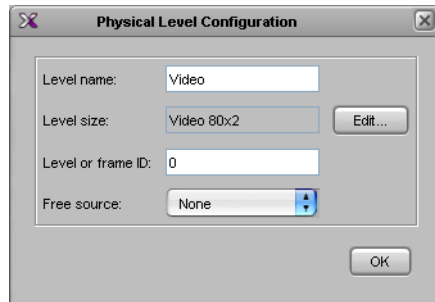 Physical Level Configuration
Level name: Video
Level size: Video 80x2 Edit...
Level or frame ID: 0
Free source: None
OK